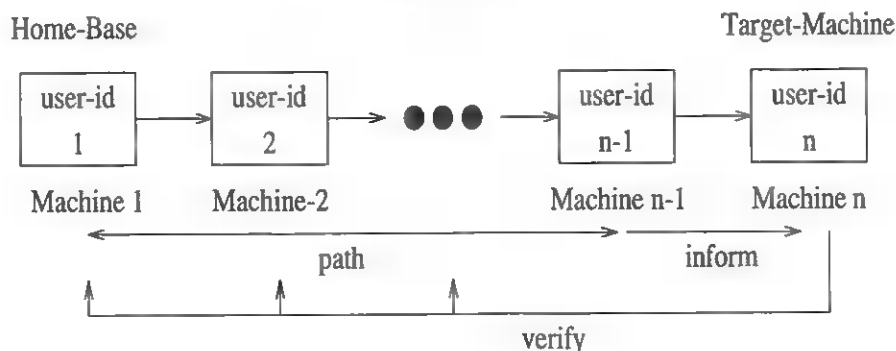 Home-Base
Target-Machine
user-id
1
user-id
2
user-id
n-1
user-id
n
Machine 1
Machine-2
Machine n-1
Machine n
path
inform
verify